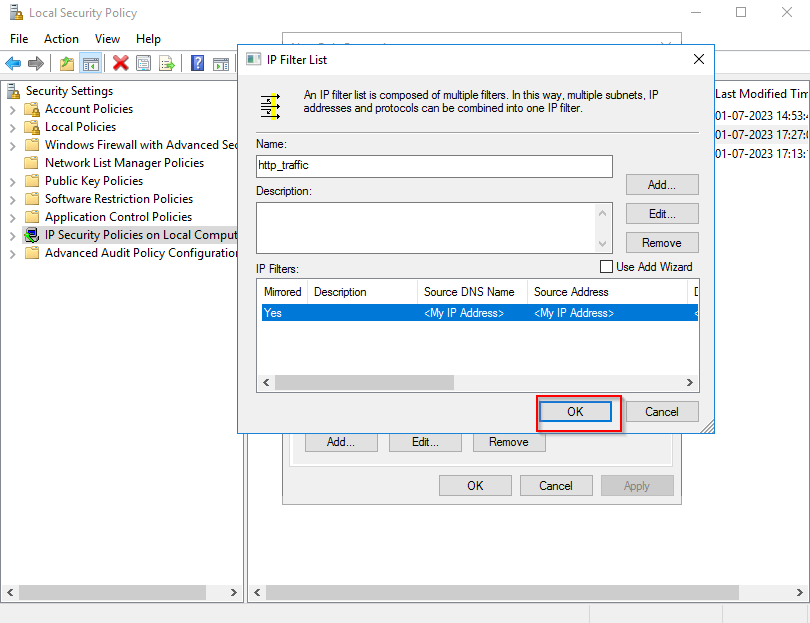 Local Security Policy
File Action View Help
Security Settings
Account Policies
Local Policies
Windows Firewall with Advanced Sec
Network List Manager Policies
Public Key Policies
Software Restriction Policies
Application Control Policies
IP Security Policies on Local Comput
Advanced Audit Policy Configuration
IP Filter List
An IP filter list is composed of multiple filters. In this way, multiple subnets, IP
addresses and protocols can be combined into one IP filter.
Name:
http_traffic
Add...
Description:
Edit...
Remove
IP Filters:
Use Add Wizard
Mirrored Description Source DNS Name Source Address
Yes <My IP Address> <My IP Address>
OK Cancel
Add... Edit... Remove
OK Cancel Apply
Last Modified Tim
01-07-2023 14:53:4
01-07-2023 17:27:0
01-07-2023 17:13: